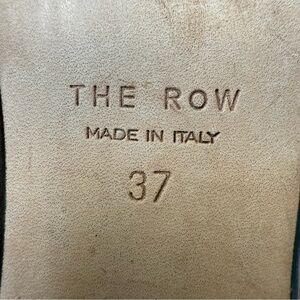 THE ROW
MADE IN ITALY
37